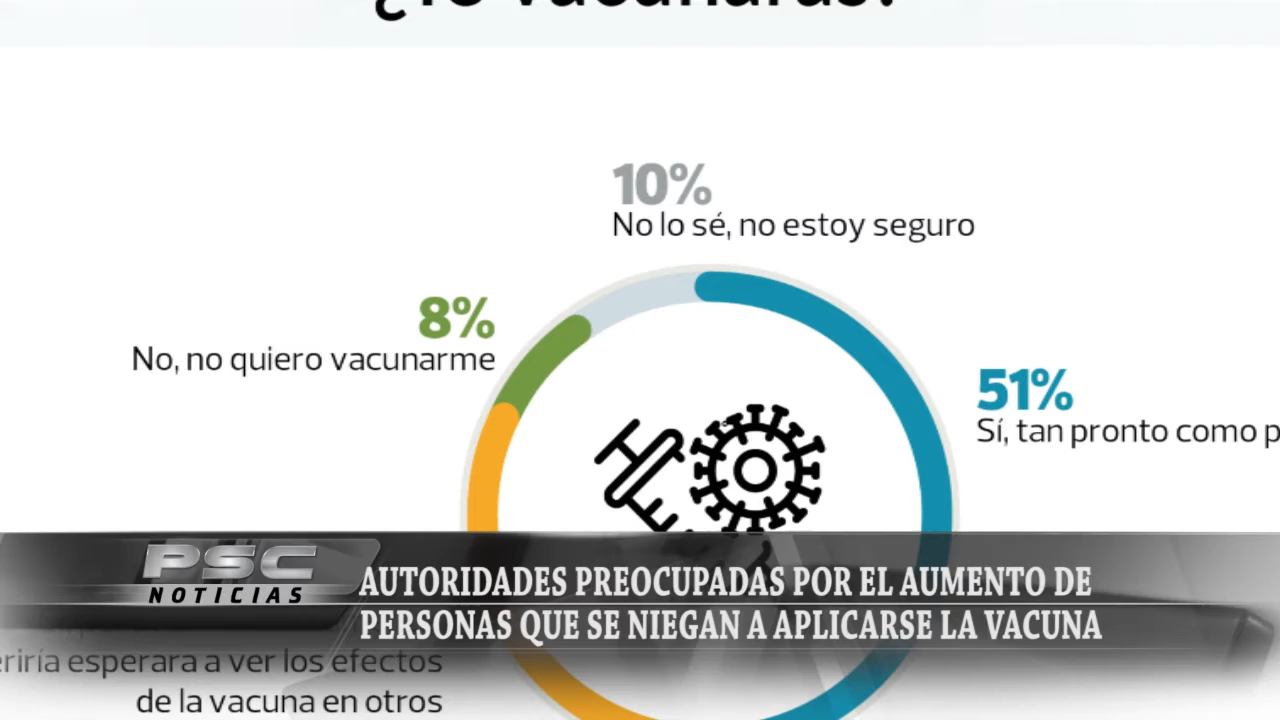 10%
No lo sé, no estoy seguro
8%
No, no quiero vacunarme
51%
Sí, tan pronto como p
PSC
NOTICIAS
AUTORIDADES PREOCUPADAS POR EL AUMENTO DE
PERSONAS QUE SE NIEGAN A APLICARSE LA VACUNA
eriría esperara a ver los efectos
de la vacuna en otros